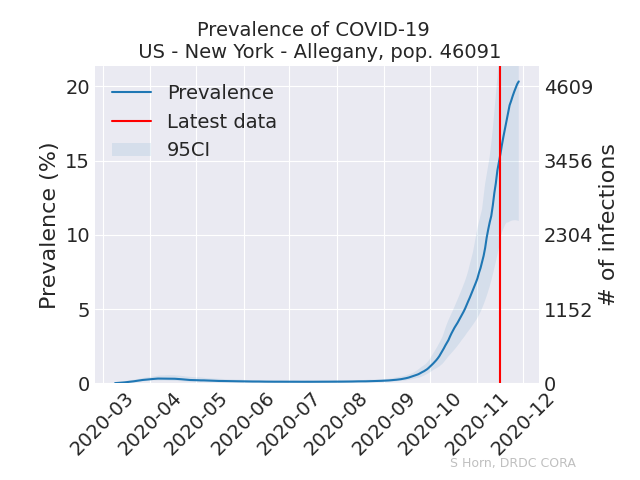 Prevalence of COVID-19
US - New York - Allegany, pop. 46091
Prevalence
Latest data
95CI
Prevalence (%)
20
15
10
5
0
4609
3456
2304
1152
0
# of infections
2020-03
2020-04
2020-05
2020-06
2020-07
2020-08
2020-09
2020-10
2020-11
2020-12
S Horn, DRDC CORA